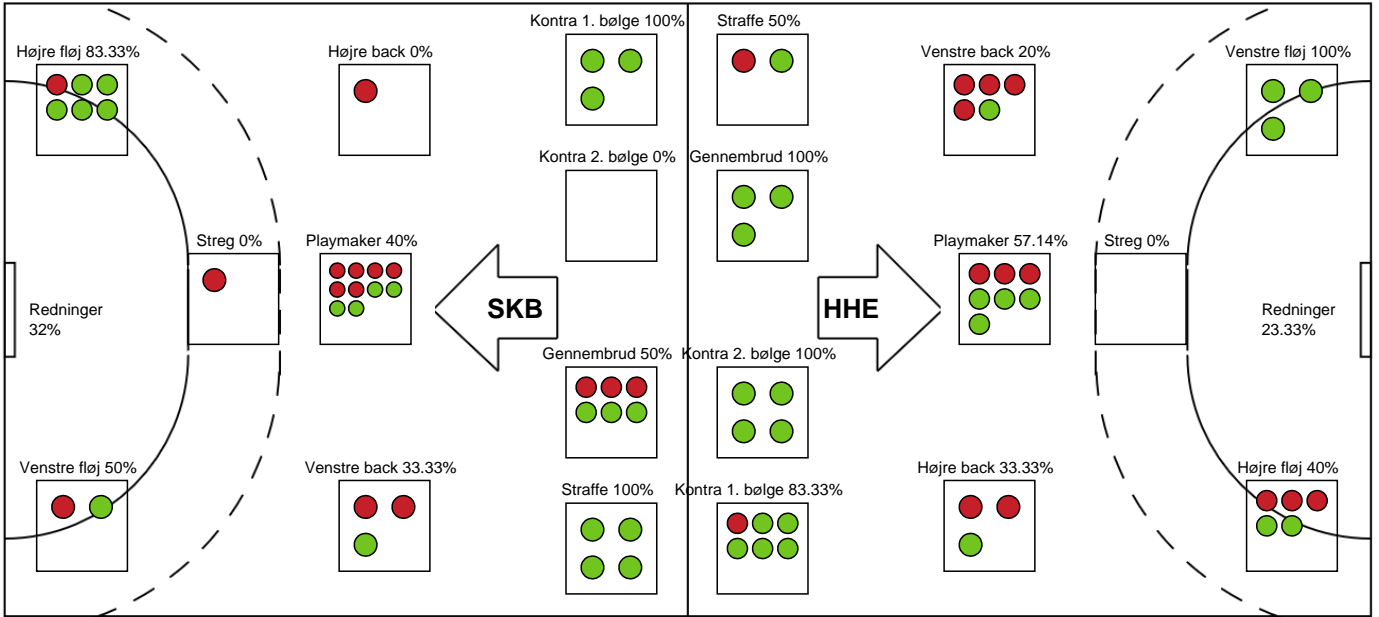 Kontra 1. bølge 100%
Straffe 50%
Højre fløj 83.33%
Højre back 0%
Venstre back 20%
Venstre fløj 100%
Kontra 2. bølge 0%
Gennembrud 100%
Streg 0%
Playmaker 40%
Playmaker 57.14%
Streg 0%
SKB
HHE
Redninger
32%
Redninger
23.33%
Gennembrud 50%
Kontra 2. bølge 100%
Venstre fløj 50%
Venstre back 33.33%
Højre back 33.33%
Højre fløj 40%
Straffe 100%
Kontra 1. bølge 83.33%